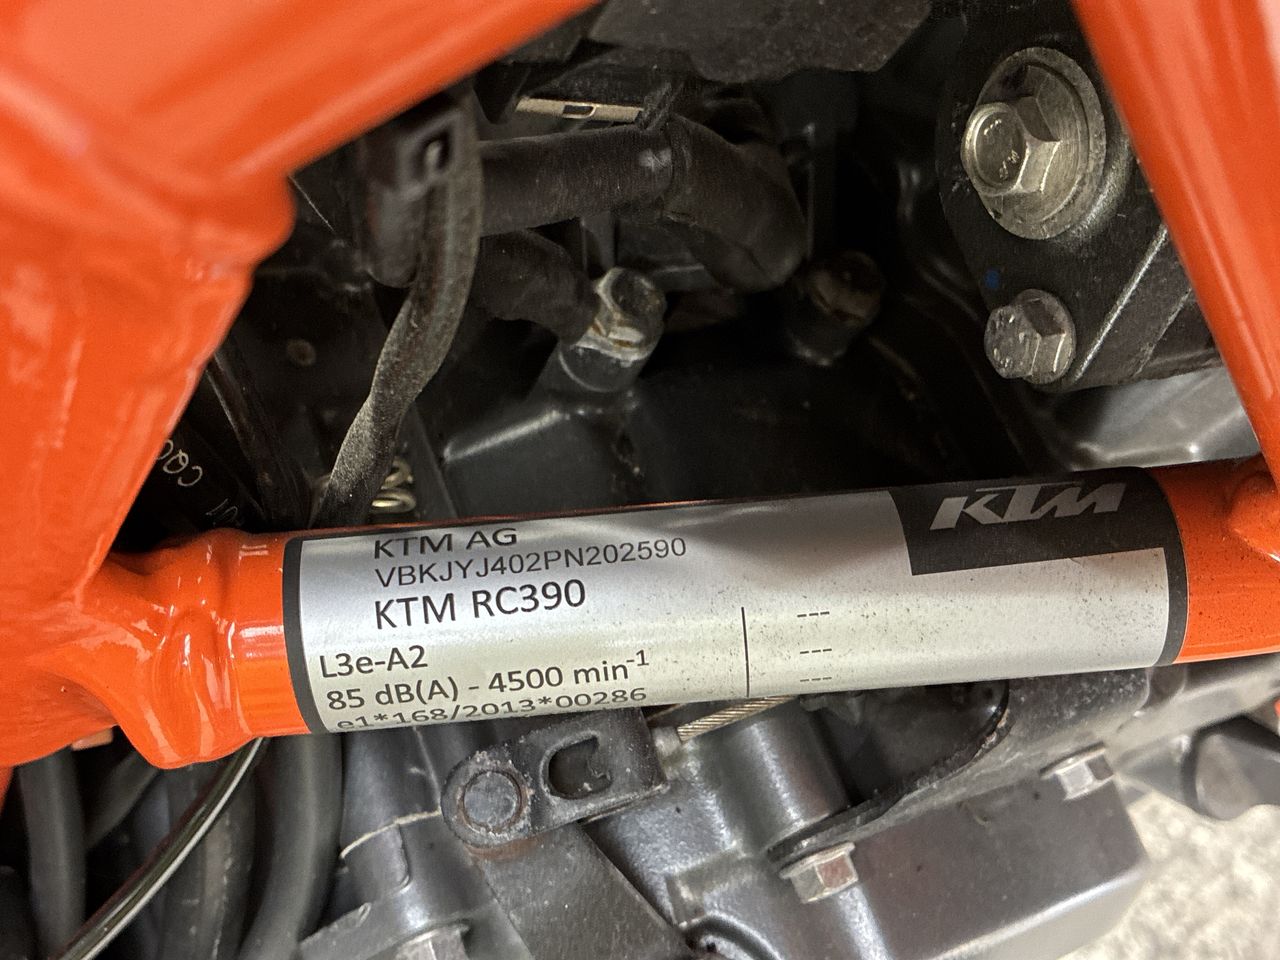 KTM
KTM AG
VBKJYJ402PN202590
KTM RC390
L3e-A2
85 dB(A) - 4500 min-1
e1*168/2013*00286
---
---
---